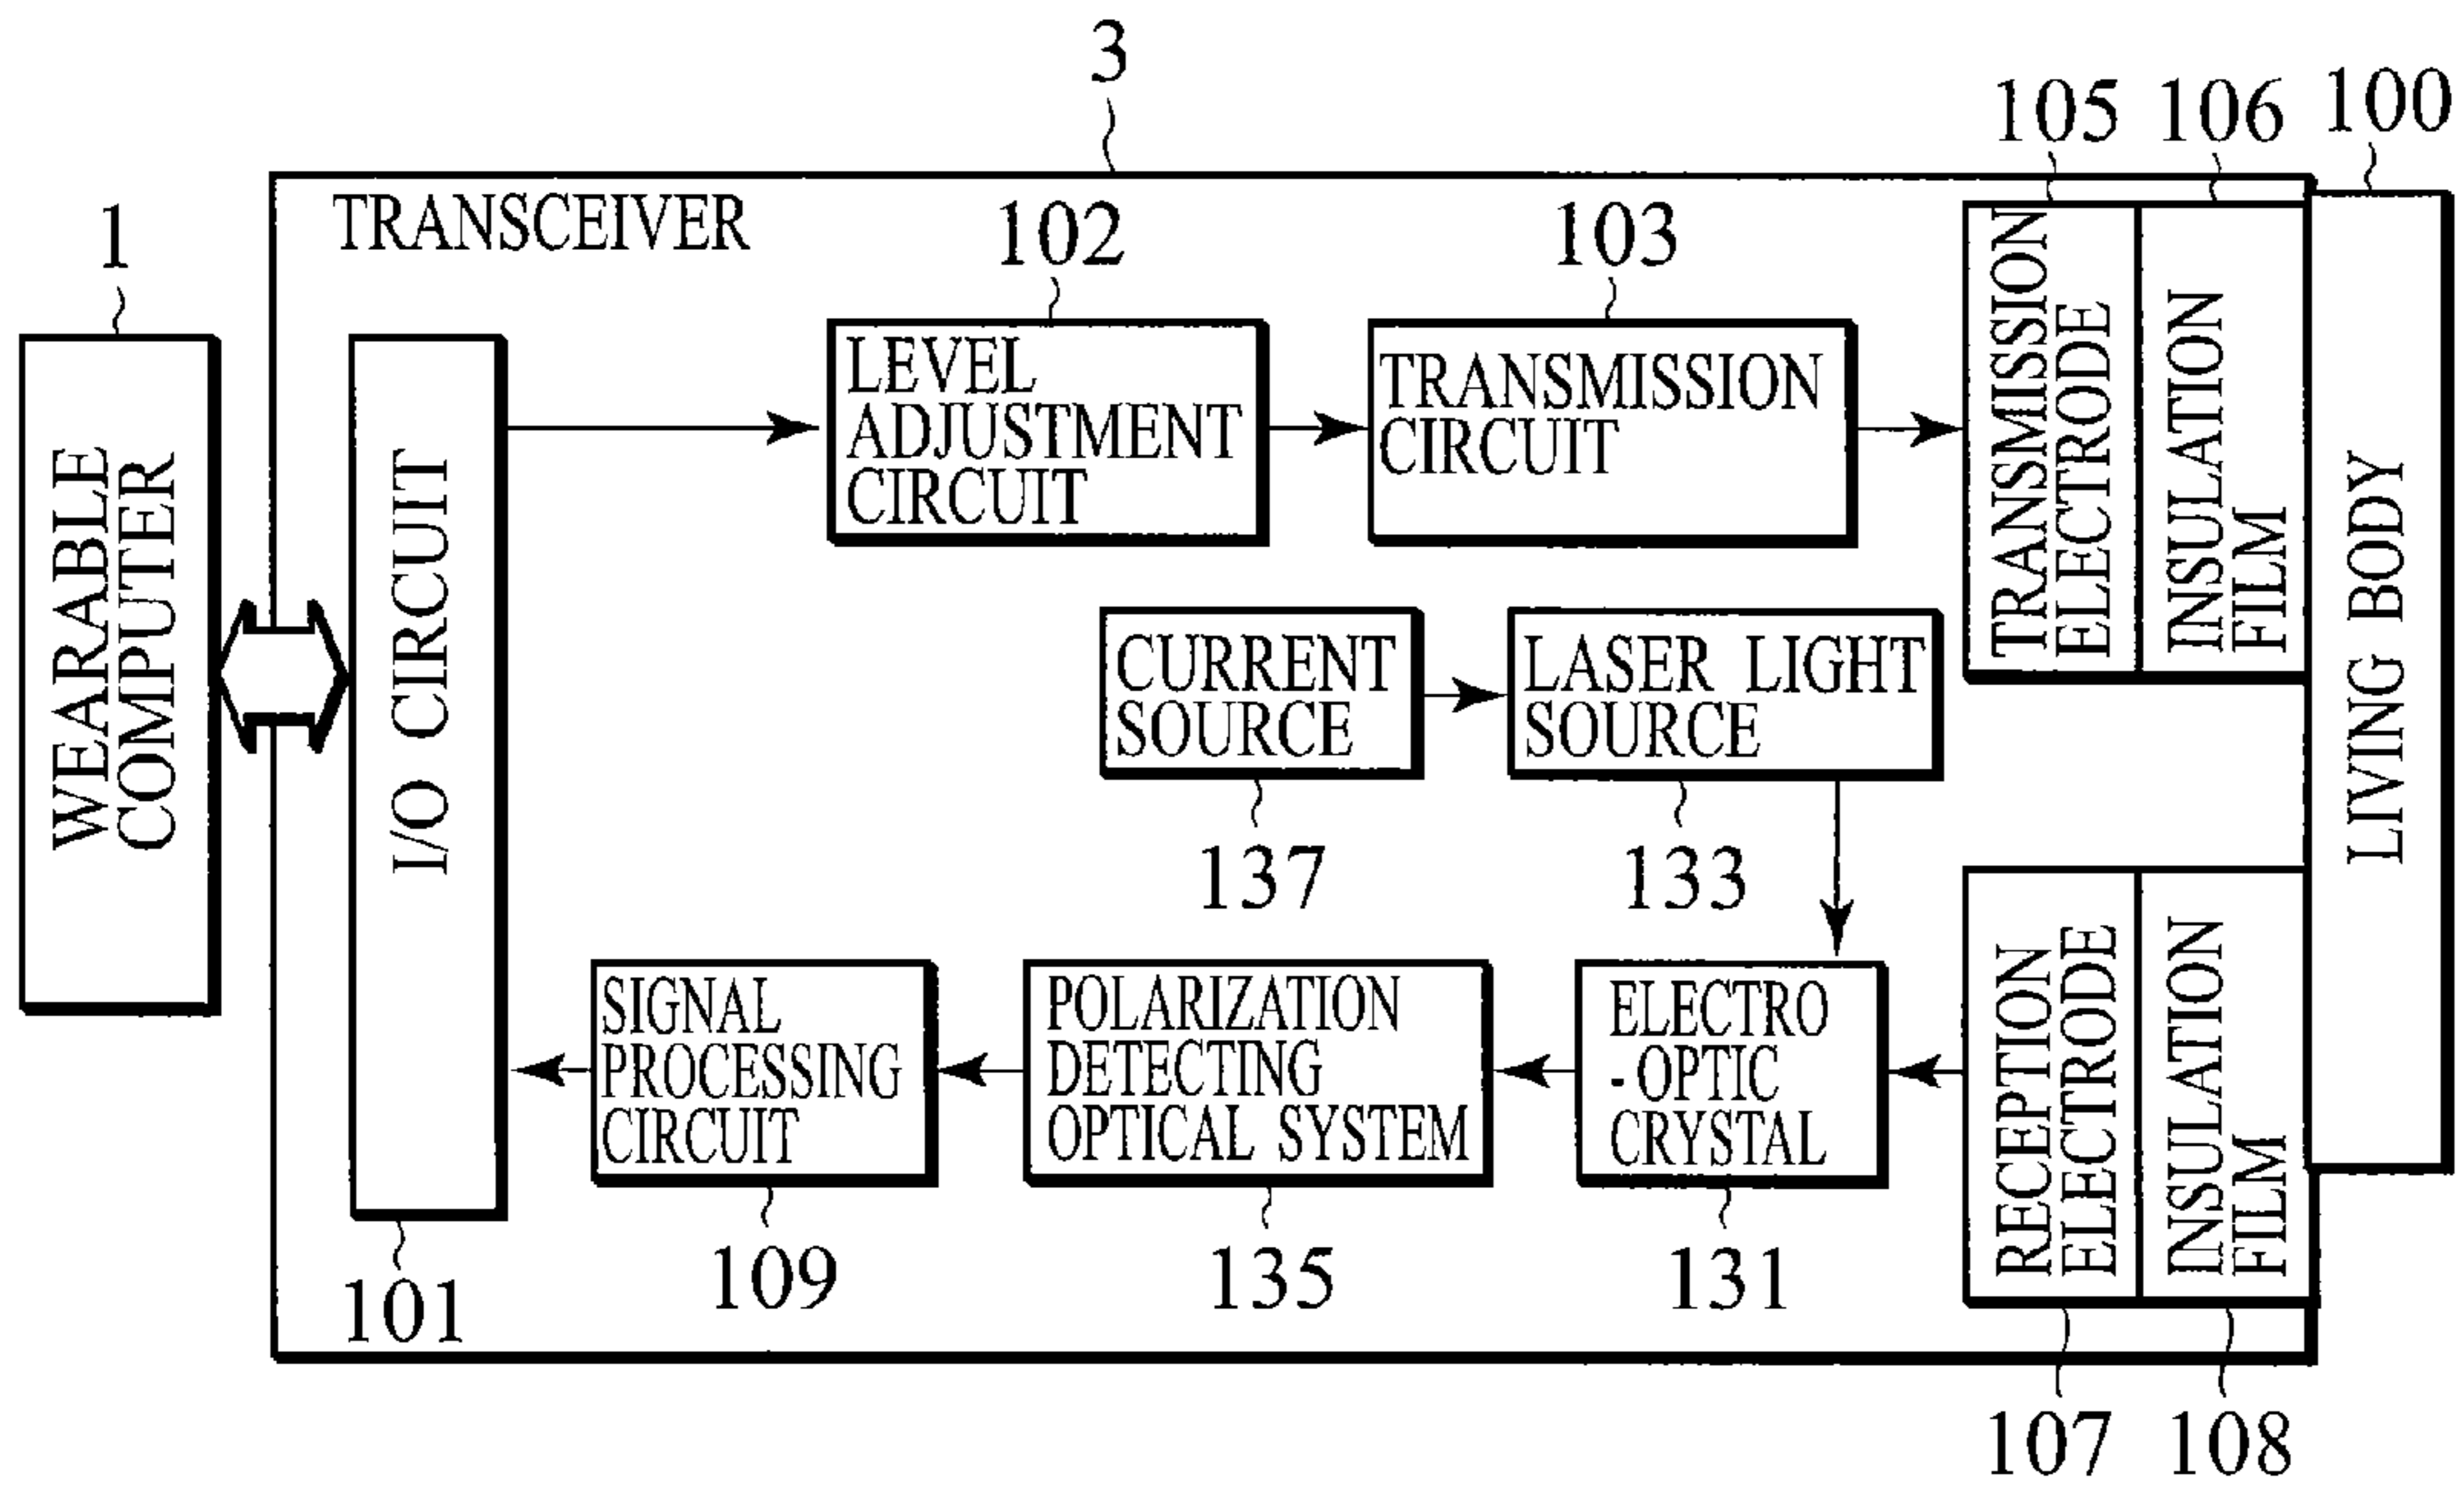 3
105
106
100
TRANSCEIVER
1
102
103
WEARABLE
COMPUTER
I/O CIRCUIT
LEVEL
ADJUSTMENT
CIRCUIT
TRANSMISSION
CIRCUIT
TRANSMISSION
ELECTRODE
INSULATION
FILM
LIVING BODY
CURRENT
SOURCE
LASER LIGHT
SOURCE
137
133
SIGNAL
PROCESSING
CIRCUIT
POLARIZATION
DETECTING
OPTICAL SYSTEM
ELECTRO
-OPTIC
CRYSTAL
RECEPTION
ELECTRODE
INSULATION
FILM
101
109
135
131
107
108